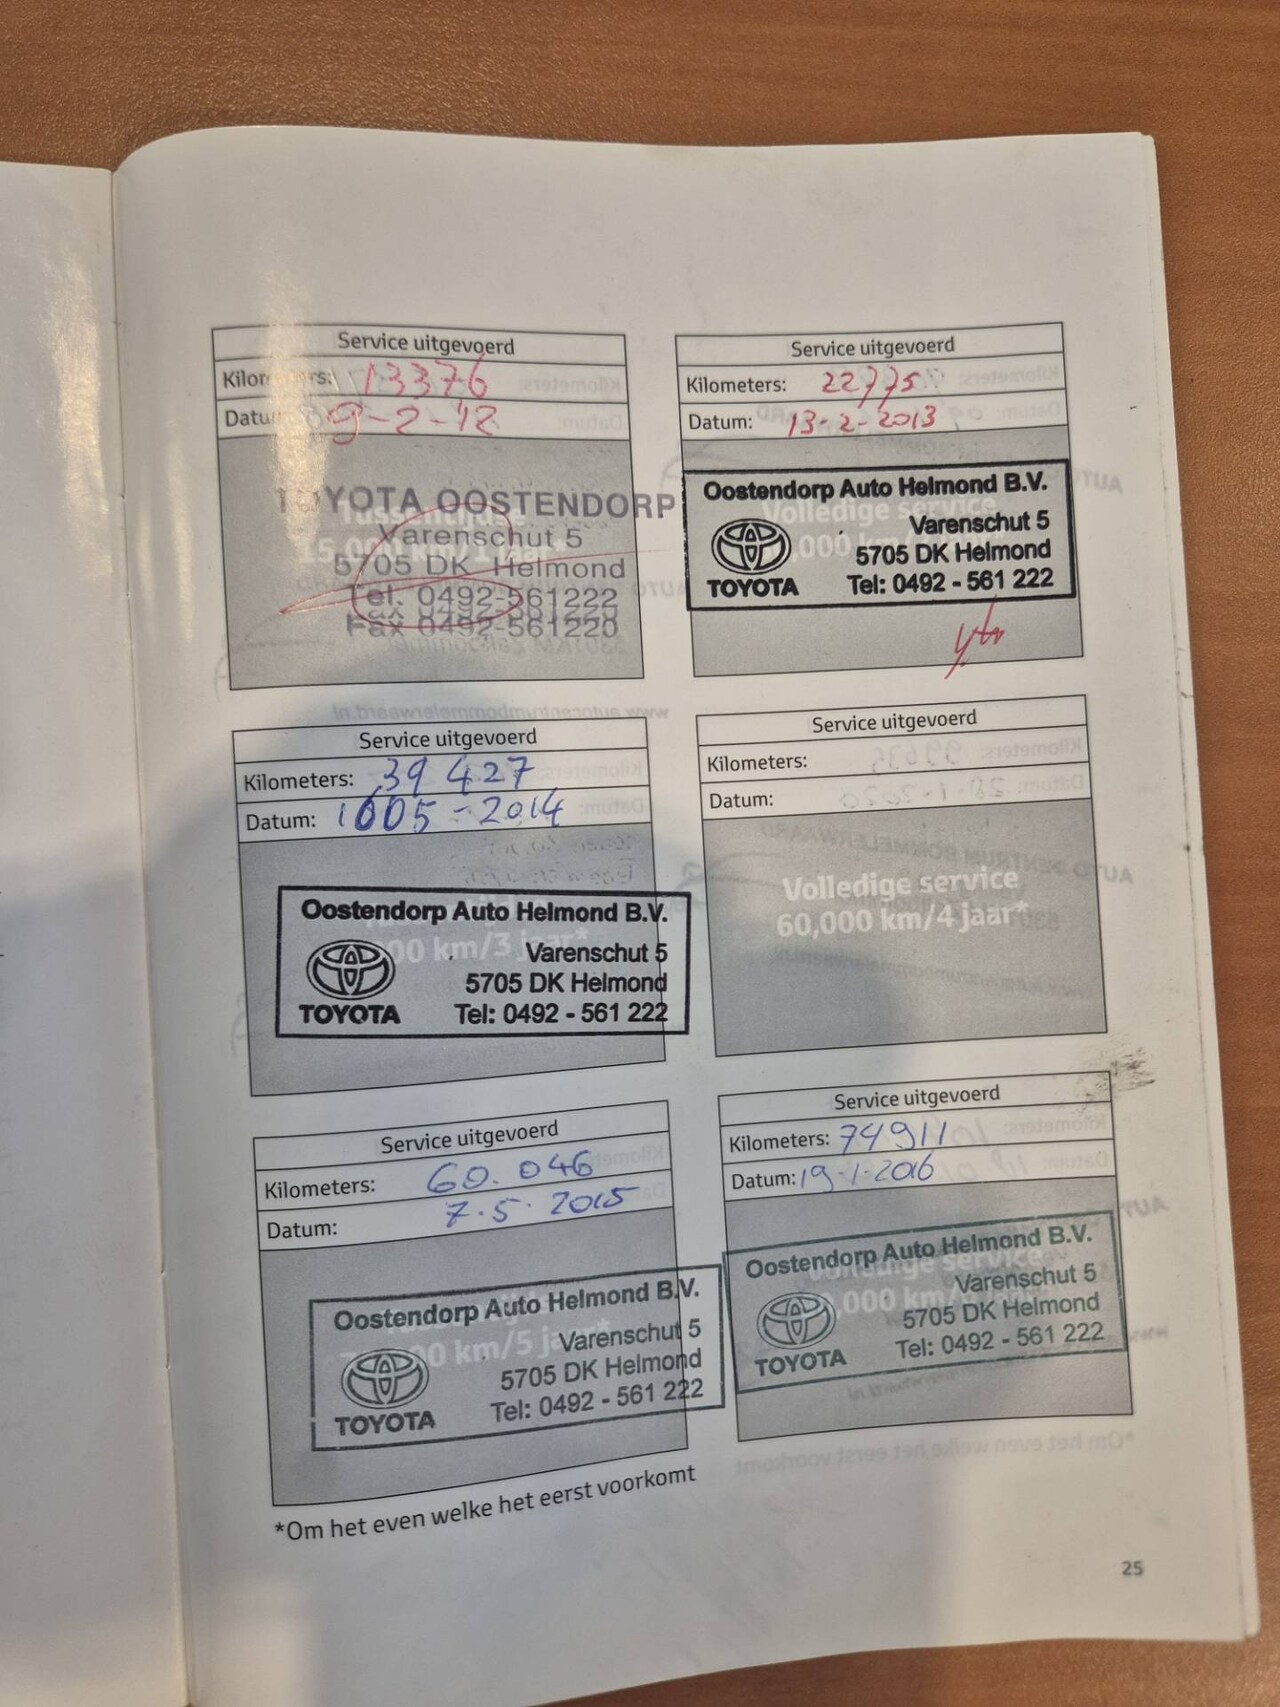 Service uitgevoerd
Kilometers: 13376
Datum: 9-2-'12
TOYOTA OOSTENDORP
Varenschut 5
5705 DK Helmond
Tel. 0492-561222
Fax 0492-561220
Service uitgevoerd
Kilometers: 22775
Datum: 13-2-2013
Oostendorp Auto Helmond B.V.
Varenschut 5
5705 DK Helmond
TOYOTA Tel: 0492 - 561 222
Service uitgevoerd
Kilometers: 39 427
Datum: 1605-2014
Oostendorp Auto Helmond B.V.
Varenschut 5
5705 DK Helmond
TOYOTA Tel: 0492 - 561 222
Service uitgevoerd
Kilometers:
Datum:
Volledige service
60,000 km/4 jaar*
Service uitgevoerd
Kilometers: 60.046
Datum: 7.5.2015
Oostendorp Auto Helmond B.V.
Varenschut 5
5705 DK Helmond
TOYOTA Tel: 0492 - 561 222
Service uitgevoerd
Kilometers: 74911
Datum: 19-1-2016
Oostendorp Auto Helmond B.V.
Varenschut 5
5705 DK Helmond
TOYOTA Tel: 0492 - 561 222
*Om het even welke het eerst voorkomt
25